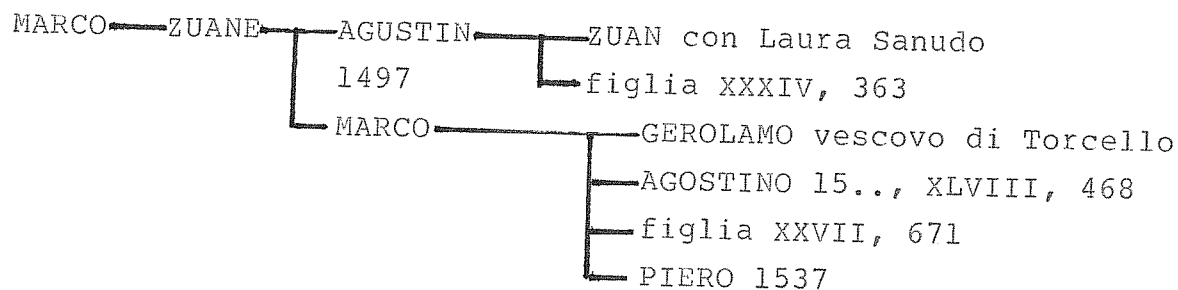 MARCO ZUANE AGUSTIN ZUAN con Laura Sanudo
1497 figlia XXXIV, 363
MARCO GEROLAMO vescovo di Torcello
AGOSTINO 15.., XLVIII, 468
figlia XXVII, 671
PIERO 1537